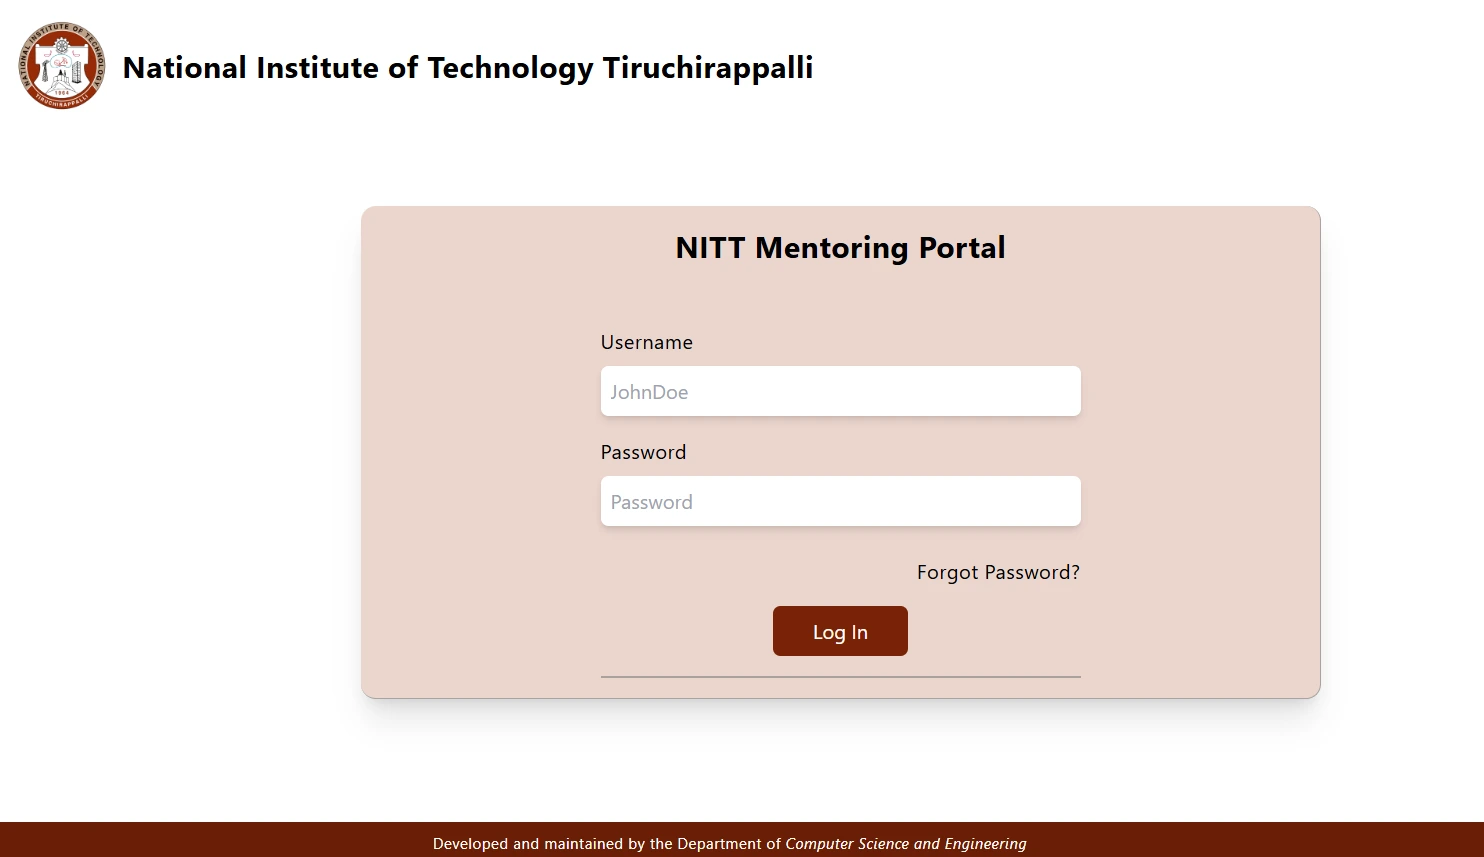 NATIONAL INSTITUTE OF TECHNOLOGY
1964
TIRUCHIRAPPALLI
National Institute of Technology Tiruchirappalli
NITT Mentoring Portal
Username
JohnDoe
Password
Password
Forgot Password?
Log In
Developed and maintained by the Department of Computer Science and Engineering